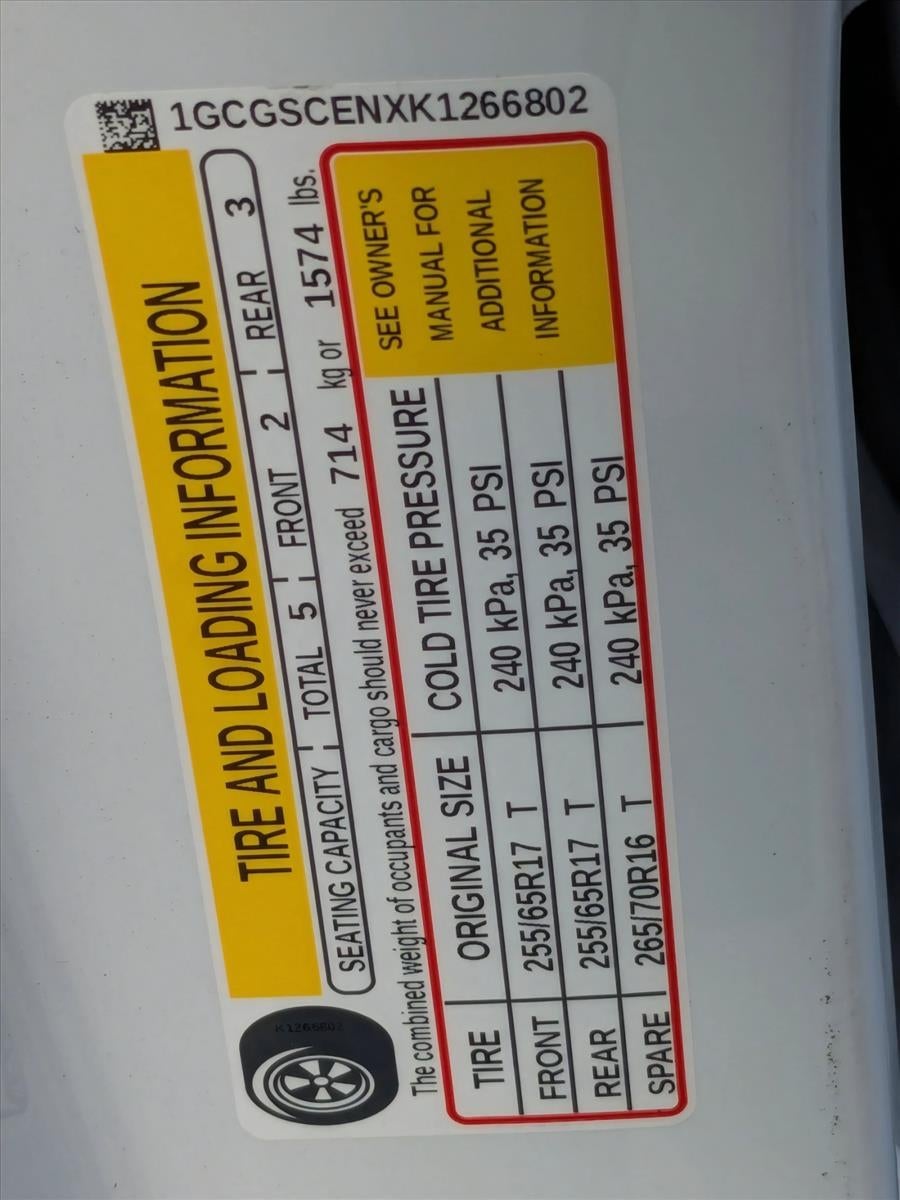 1GCGSCENXK1266802
TIRE AND LOADING INFORMATION
SEATING CAPACITY TOTAL 5 FRONT 2 REAR 3
The combined weight of occupants and cargo should never exceed 714 kg or 1574 lbs.
TIRE ORIGINAL SIZE COLD TIRE PRESSURE
FRONT 255/65R17 T 240 kPa, 35 PSI
REAR 255/65R17 T 240 kPa, 35 PSI
SPARE 265/70R16 T 240 kPa, 35 PSI
SEE OWNER'S
MANUAL FOR
ADDITIONAL
INFORMATION
K1266802